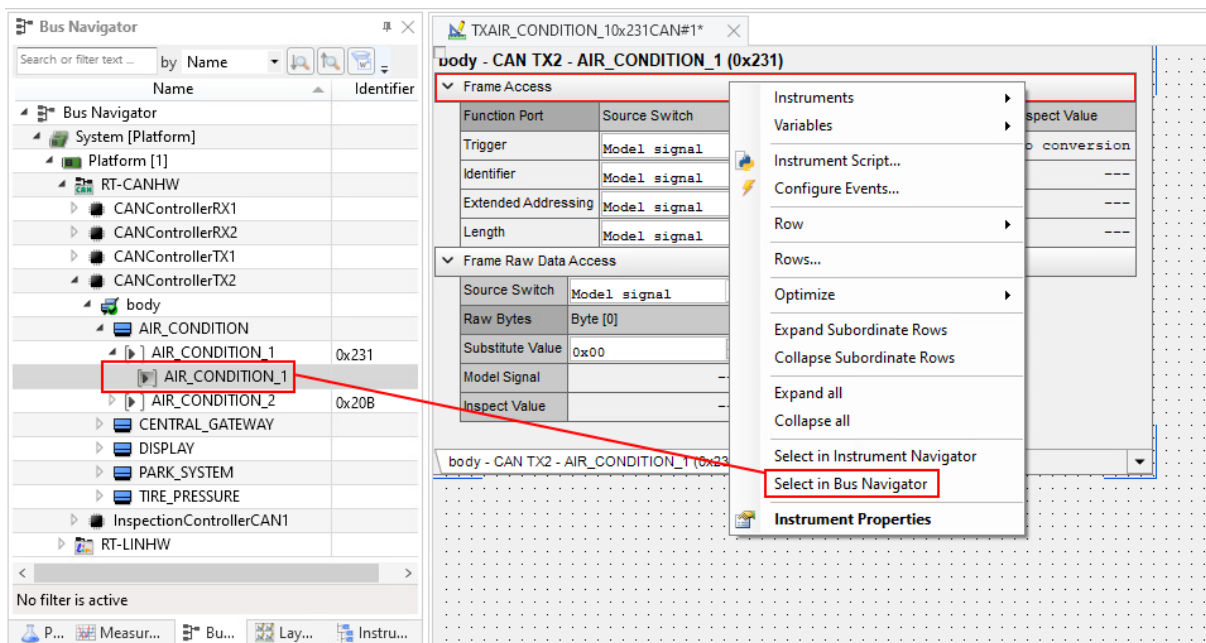 Bus Navigator
Search or filter text ... by Name
Name Identifier
Bus Navigator
System [Platform]
Platform [1]
RT-CANHW
CANControllerRX1
CANControllerRX2
CANControllerTX1
CANControllerTX2
body
AIR_CONDITION
AIR_CONDITION_1 0x231
AIR_CONDITION_1
AIR_CONDITION_2 0x20B
CENTRAL_GATEWAY
DISPLAY
PARK_SYSTEM
TIRE_PRESSURE
InspectionControllerCAN1
RT-LINHW
No filter is active
P... Measur... Bu... Lay... Instru...
TXAIR_CONDITION_10x231CAN#1*
body - CAN TX2 - AIR_CONDITION_1 (0x231)
Frame Access
Function Port Source Switch spect Value
Trigger Model signal o conversion
Identifier Model signal ---
Extended Addressing Model signal ---
Length Model signal ---
Frame Raw Data Access
Source Switch Model signal
Raw Bytes Byte [0]
Substitute Value 0x00
Model Signal --
Inspect Value --
body - CAN TX2 - AIR_CONDITION_1 (0x23
Instruments
Variables
Instrument Script...
Configure Events...
Row
Rows...
Optimize
Expand Subordinate Rows
Collapse Subordinate Rows
Expand all
Collapse all
Select in Instrument Navigator
Select in Bus Navigator
Instrument Properties